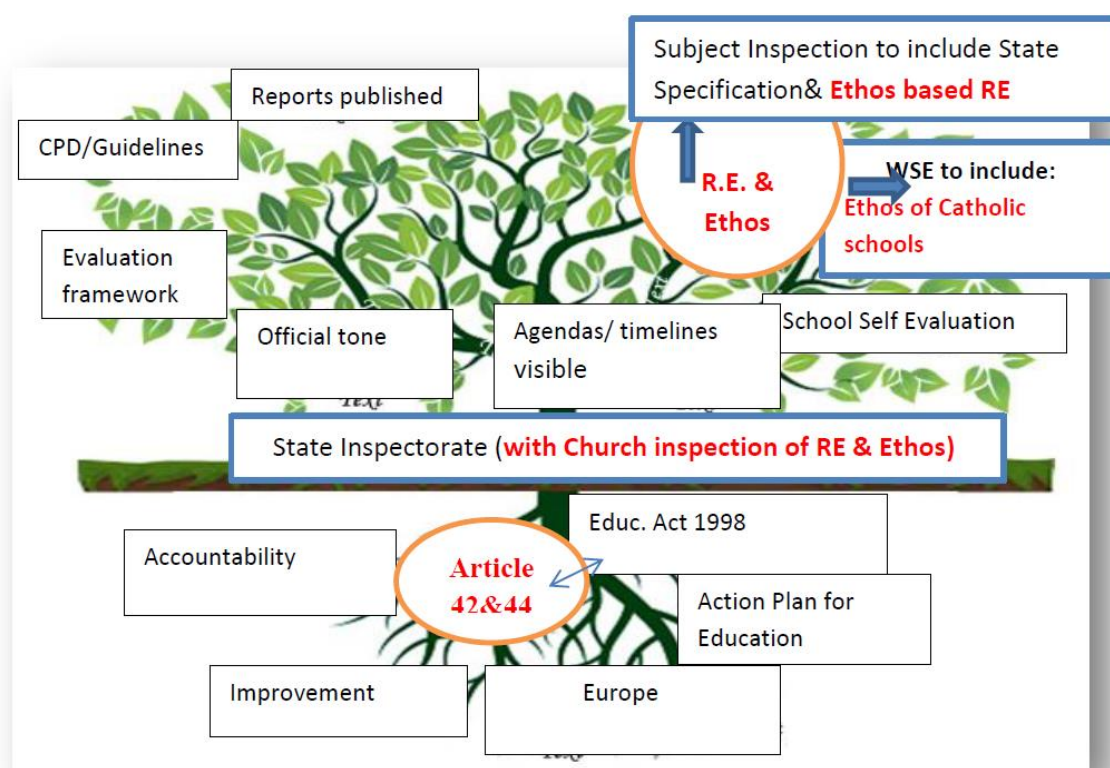 Subject Inspection to include State
Specification& Ethos based RE
Reports published
CPD/Guidelines
R.E. &
Ethos
WSE to include:
Ethos of Catholic
schools
Evaluation
framework
Official tone
Agendas/ timelines
visible
School Self Evaluation
Text
State Inspectorate (with Church inspection of RE & Ethos)
Educ. Act 1998
Accountability
Article
42&44
Action Plan for
Education
Improvement
Europe
Text